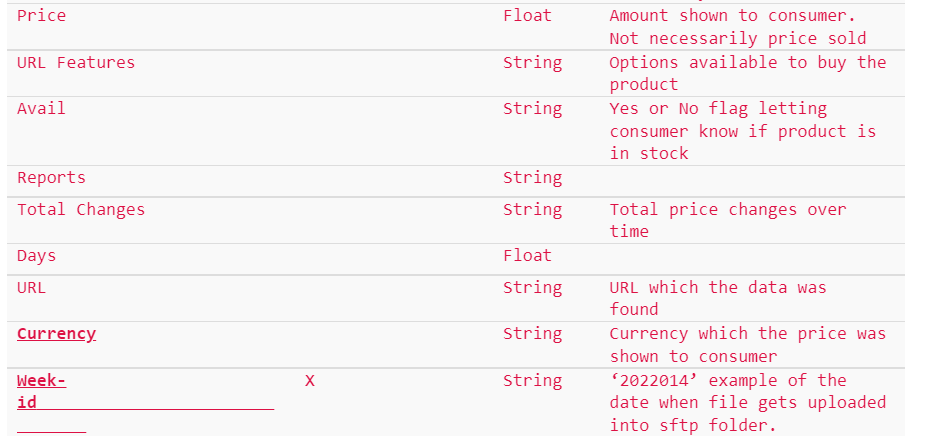 Price Float Amount shown to consumer.
Not necessarily price sold
URL Features String Options available to buy the
product
Avail String Yes or No flag letting
consumer know if product is
in stock
Reports String
Total Changes String Total price changes over
time
Days Float
URL String URL which the data was
found
Currency String Currency which the price was
shown to consumer
Week- X String ‘2022014’ example of the
id date when file gets uploaded
into sftp folder.